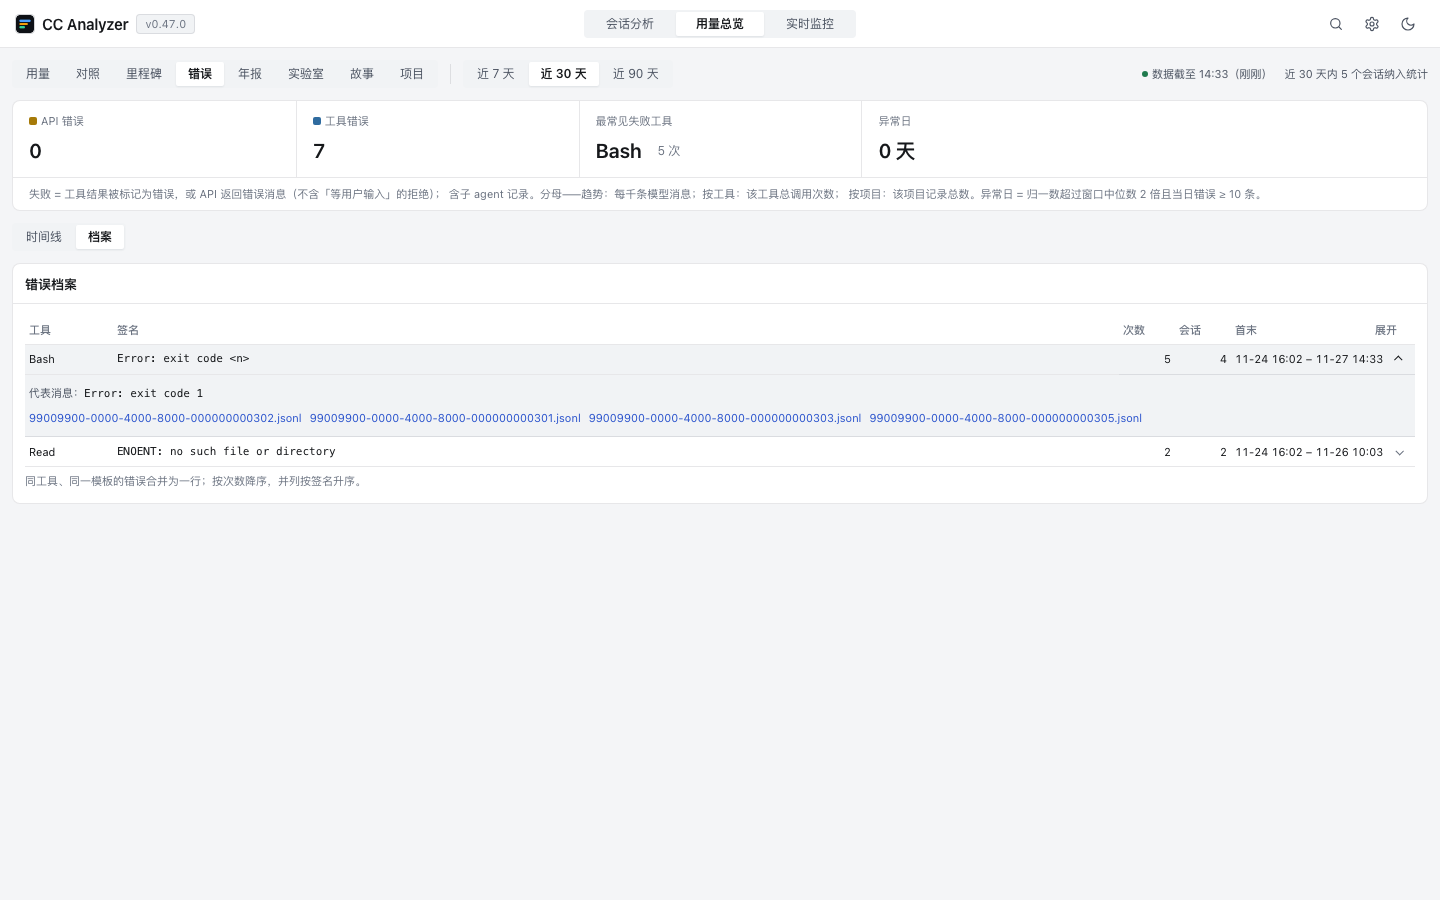 CC Analyzer v0.47.0 会话分析 用量总览 实时监控
用量 对照 里程碑 错误 年报 实验室 故事 项目 近 7 天 近 30 天 近 90 天 数据截至 14:33（刚刚） 近 30 天内 5 个会话纳入统计
API 错误 工具错误 最常见失败工具 异常日
0 7 Bash 5 次 0 天
失败 = 工具结果被标记为错误，或 API 返回错误消息（不含「等用户输入」的拒绝）；含子 agent 记录。分母——趋势：每千条模型消息；按工具：该工具总调用次数；按项目：该项目记录总数。异常日 = 归一数超过窗口中位数 2 倍且当日错误 ≥ 10 条。
时间线 档案
错误档案
工具 签名 次数 会话 首末 展开
Bash Error: exit code <n> 5 4 11-24 16:02 – 11-27 14:33
代表消息：Error: exit code 1
99009900-0000-4000-8000-000000000302.jsonl 99009900-0000-4000-8000-000000000301.jsonl 99009900-0000-4000-8000-000000000303.jsonl 99009900-0000-4000-8000-000000000305.jsonl
Read ENOENT: no such file or directory 2 2 11-24 16:02 – 11-26 10:03
同工具、同一模板的错误合并为一行；按次数降序，并列按签名升序。